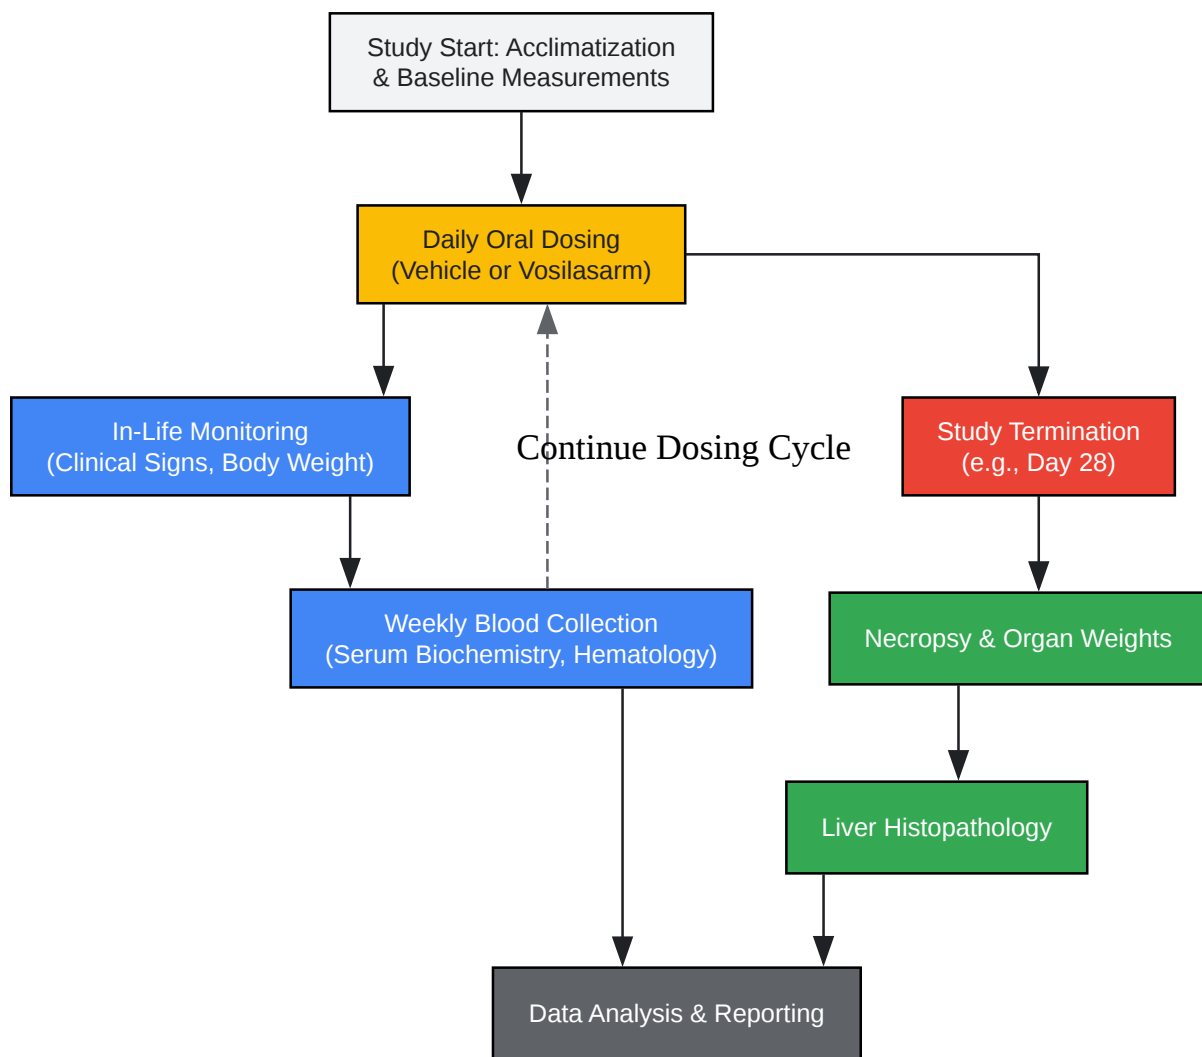 Study Start: Acclimatization
& Baseline Measurements
Daily Oral Dosing
(Vehicle or Vosilasarm)
In-Life Monitoring
(Clinical Signs, Body Weight)
Continue Dosing Cycle
Study Termination
(e.g., Day 28)
Weekly Blood Collection
(Serum Biochemistry, Hematology)
Necropsy & Organ Weights
Liver Histopathology
Data Analysis & Reporting